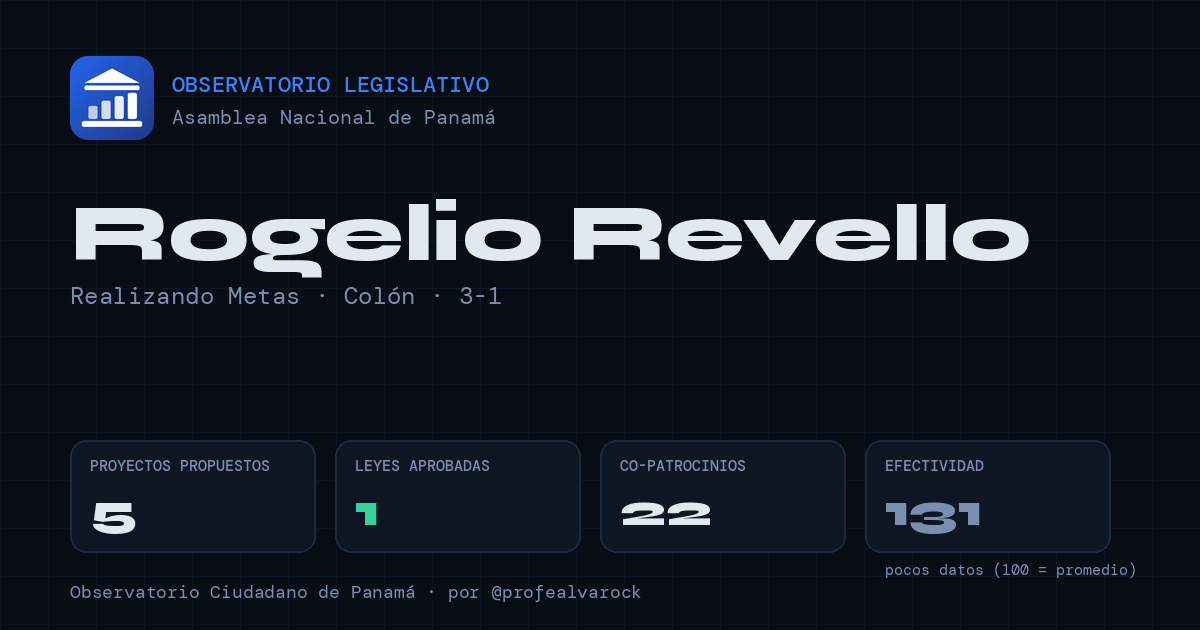 OBSERVATORIO LEGISLATIVO
Asamblea Nacional de Panamá
Rogelio Revello
Realizando Metas · Colón · 3-1
PROYECTOS PROPUESTOS
5
LEYES APROBADAS
1
CO-PATROCINIOS
22
EFECTIVIDAD
131
pocos datos (100 = promedio)
Observatorio Ciudadano de Panamá · por @profealvarock